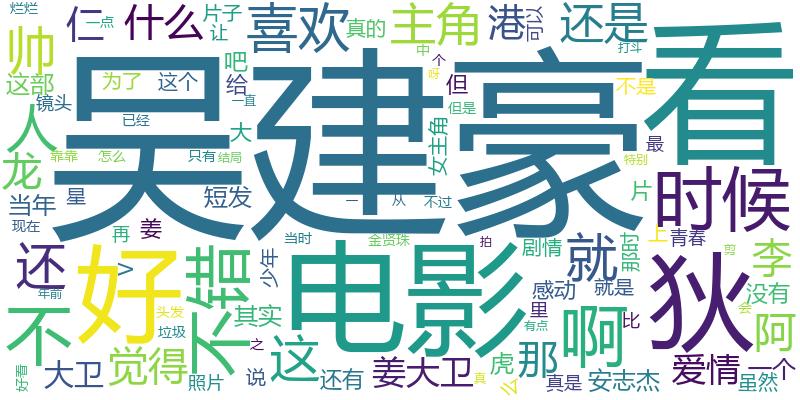 烂烂
一点
仁
什么
片子
让
喜欢
真的
主角
港
可以
还是
打斗
看
帅
这部
镜头
为了
这个
吧
给
中
个
呀
但
但是
不是
最
人
龙
已经
吴建豪
一直
大
女主角
特别
靠靠
怎么
只有
结局
片
时候
当年
星
现在
再
姜
短发
一
从
不过
还
V
少年
当时
金贤珠
拍
剧情
就
那时
上
青春
剪
李
年前
好
不错
电影
感动
就是
狄
没有
会
不
头发
垃圾
其实
里
有点
啊
比
阿
觉得
之
这
虎
那
好看
大卫
照片
说
还有
姜大卫
真
么
真是
安志杰
爱情
一个
虽然